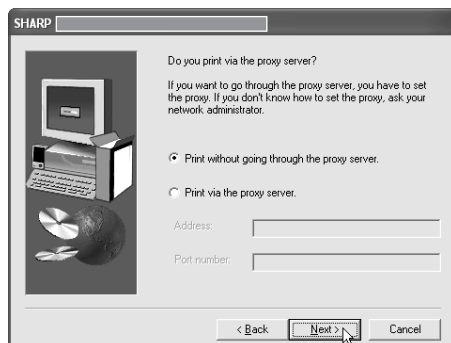 SHARP
Do you print via the proxy server?
If you want to go through the proxy server, you have to set
the proxy. If you don't know how to set the proxy, ask your
network administrator.
Print without going through the proxy server.
Print via the proxy server.
Address:
Port number:
< Back
Next >
Cancel